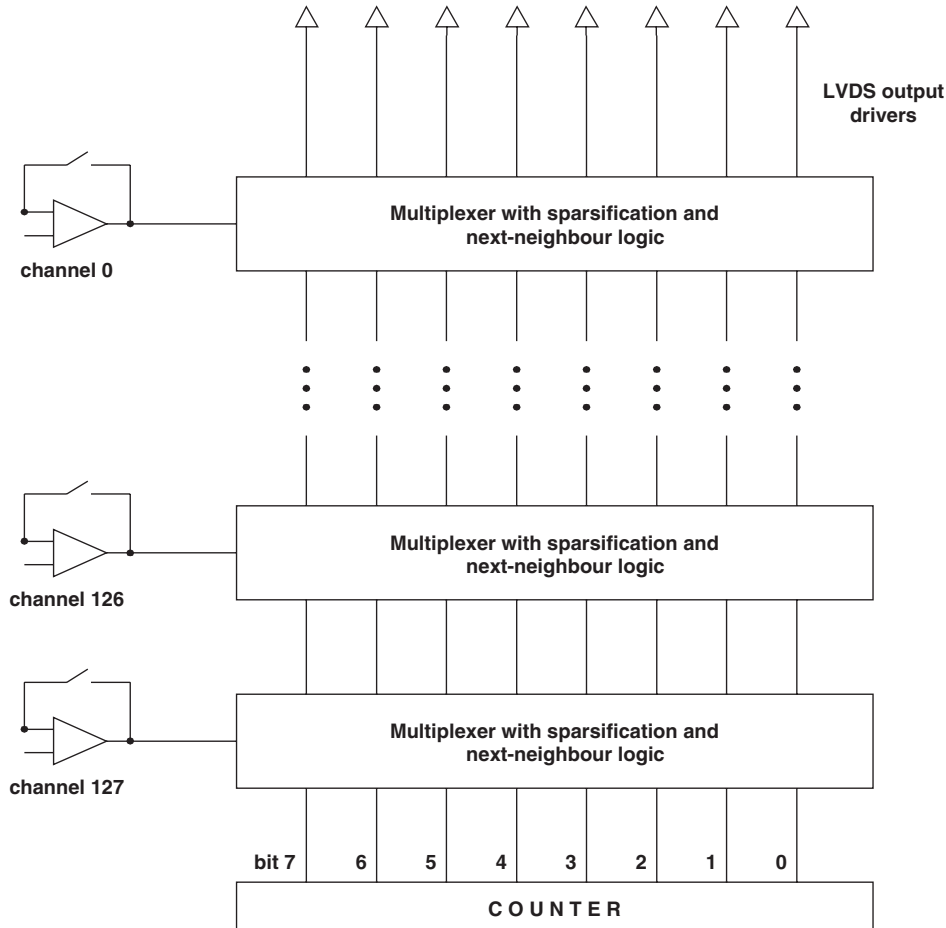 LVDS output
drivers
Multiplexer with sparsification and
next-neighbour logic
channel 0
Multiplexer with sparsification and
next-neighbour logic
channel 126
Multiplexer with sparsification and
next-neighbour logic
channel 127
bit 7 6 5 4 3 2 1 0
COUNTER